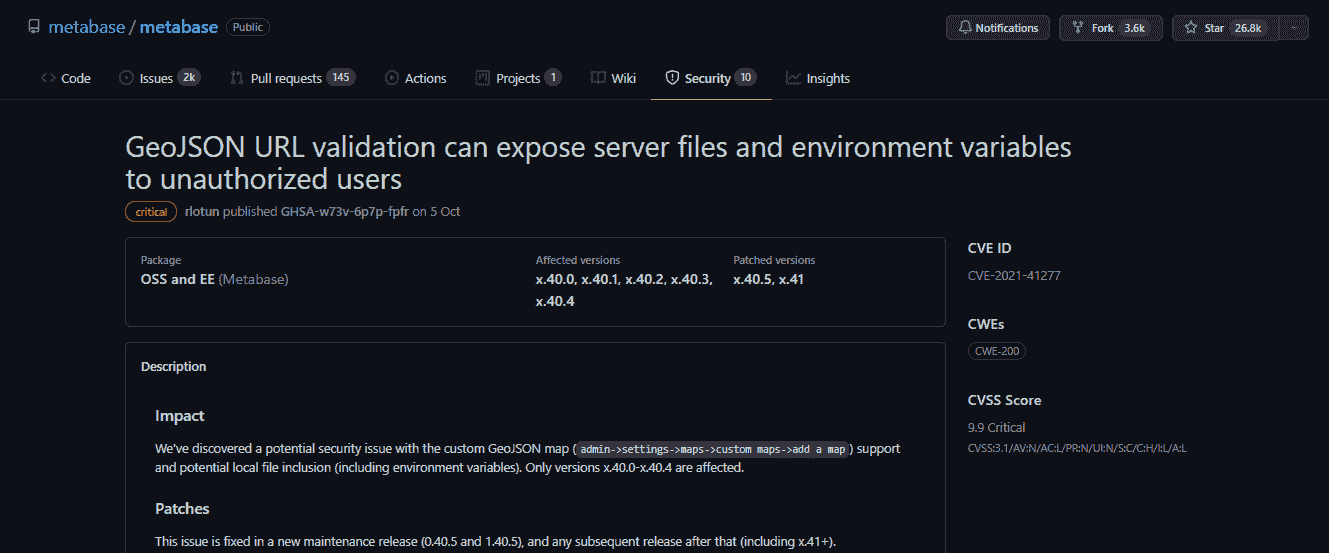 metabase / metabase Public Notifications Fork 3.6k Star 26.8k
Code Issues 2k Pull requests 145 Actions Projects 1 Wiki Security 10 Insights
GeoJSON URL validation can expose server files and environment variables
to unauthorized users
critical rlotun published GHSA-w73v-6p7p-fpfr on 5 Oct
Package
OSS and EE (Metabase)
Affected versions
x.40.0, x.40.1, x.40.2, x.40.3,
x.40.4
Patched versions
x.40.5, x.41
Description
Impact
We've discovered a potential security issue with the custom GeoJSON map ( admin->settings->maps->custom maps->add a map ) support
and potential local file inclusion (including environment variables). Only versions x.40.0-x.40.4 are affected.
Patches
This issue is fixed in a new maintenance release (0.40.5 and 1.40.5), and any subsequent release after that (including x.41+).
CVE ID
CVE-2021-41277
CWEs
CWE-200
CVSS Score
9.9 Critical
CVSS:3.1/AV:N/AC:L/PR:N/UI:N/S:C/C:H/I:L/A:L